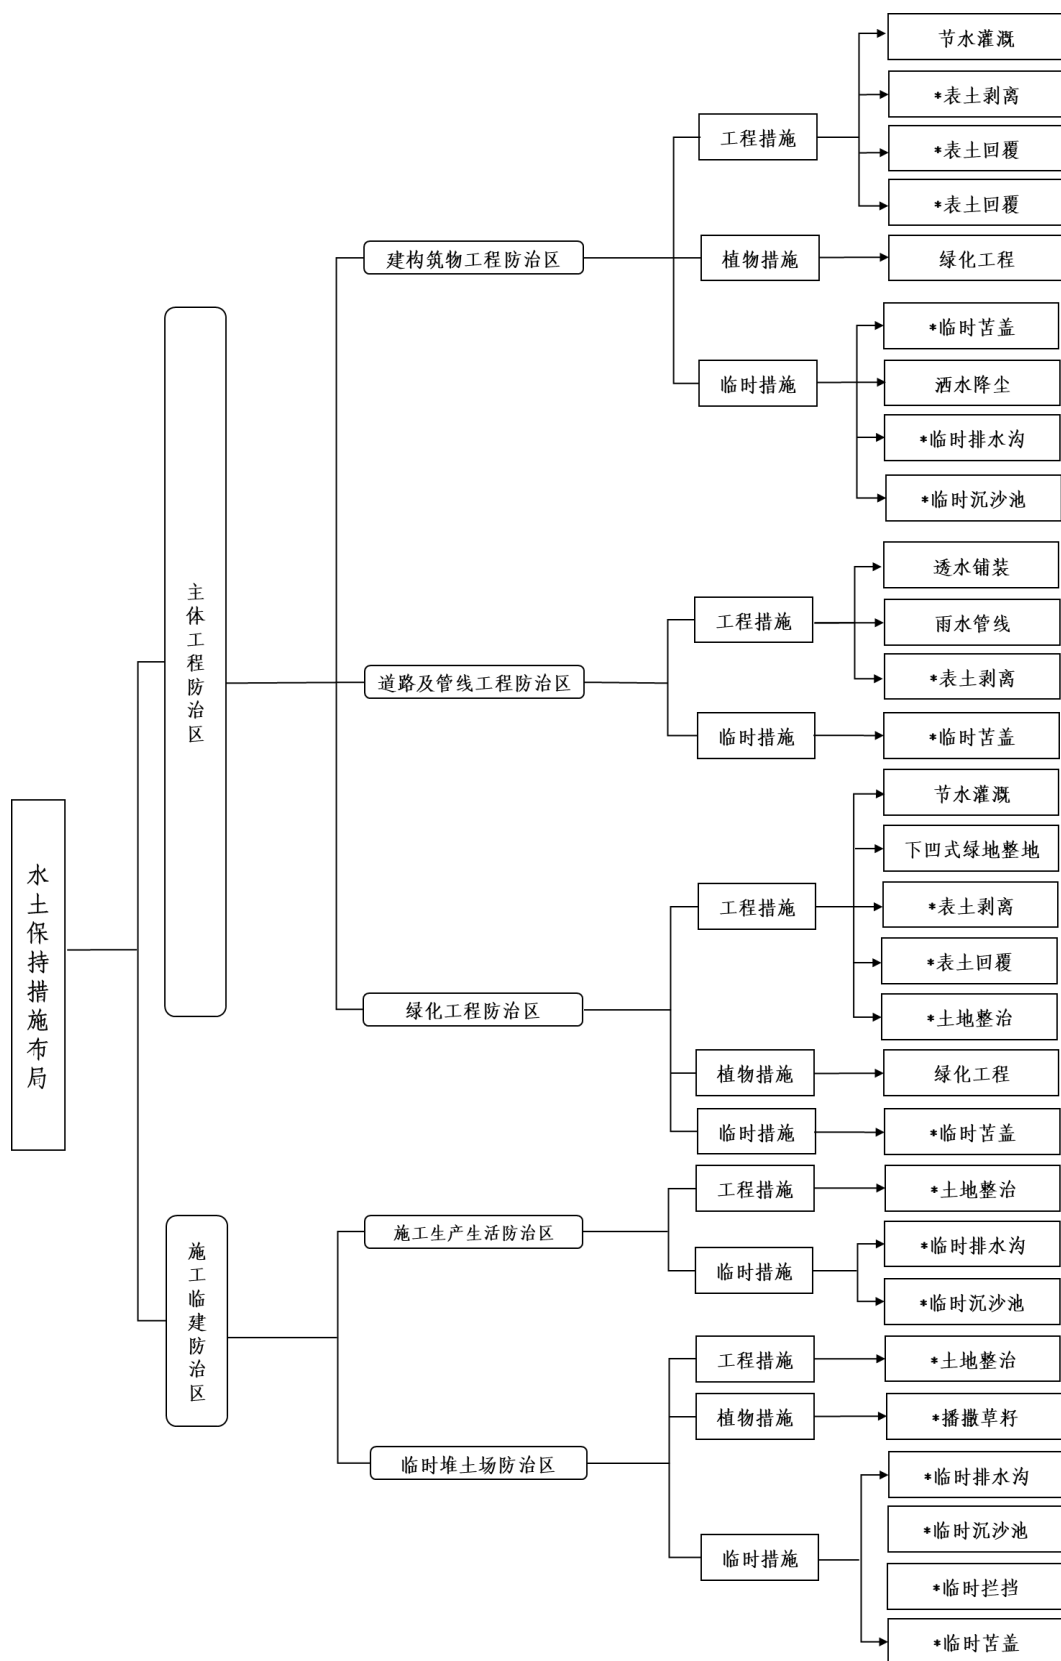 水土保持措施布局
主体工程防治区
建构筑物工程防治区
工程措施
节水灌溉
*表土剥离
*表土回覆
*表土回覆
植物措施
绿化工程
临时措施
*临时苫盖
洒水降尘
*临时排水沟
*临时沉沙池
道路及管线工程防治区
工程措施
透水铺装
雨水管线
*表土剥离
临时措施
*临时苫盖
绿化工程防治区
工程措施
节水灌溉
下凹式绿地整地
*表土剥离
*表土回覆
*土地整治
植物措施
绿化工程
临时措施
*临时苫盖
施工临建防治区
施工生产生活防治区
工程措施
*土地整治
临时措施
*临时排水沟
*临时沉沙池
临时堆土场防治区
工程措施
*土地整治
植物措施
*播撒草籽
临时措施
*临时排水沟
*临时沉沙池
*临时拦挡
*临时苫盖